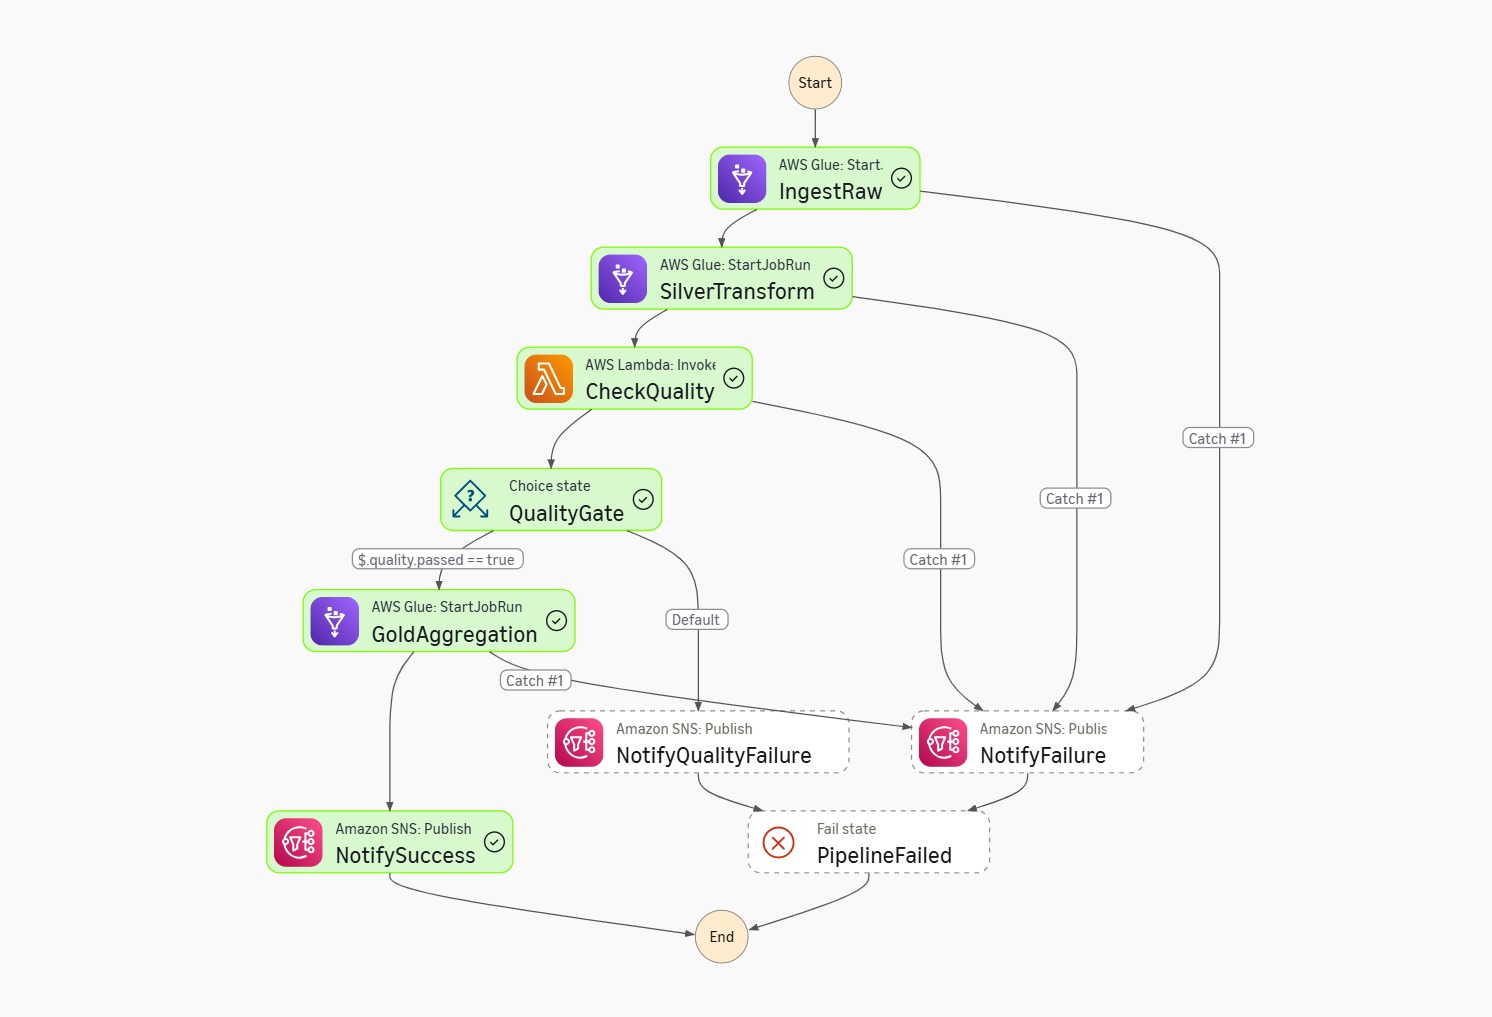 Start
AWS Glue: Start.
IngestRaw
AWS Glue: StartJobRun
SilverTransform
AWS Lambda: Invoke
CheckQuality
Catch #1
Choice state
?
QualityGate
Catch #1
$.quality.passed == true
Catch #1
AWS Glue: StartJobRun
GoldAggregation
Default
Catch #1
Amazon SNS: Publish
NotifyQualityFailure
Amazon SNS: Publis
NotifyFailure
Amazon SNS: Publish
NotifySuccess
Fail state
PipelineFailed
End